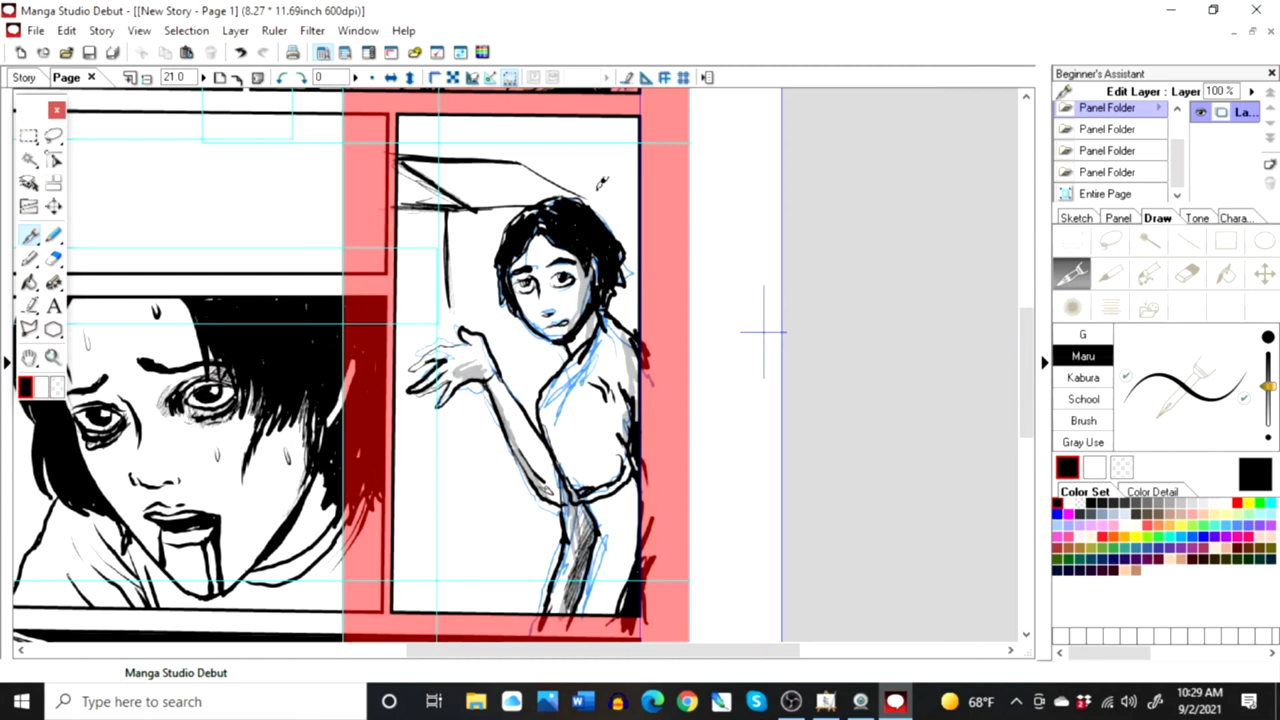 Manga Studio Debut - [[New Story - Page 1] (8.27 * 11.69inch 600dpi)]
File Edit Story View Selection Layer Ruler Filter Window Help
Story Page 21.0 0
Beginner's Assistant
Edit Layer : Layer 100 %
Panel Folder La...
Panel Folder
Panel Folder
Panel Folder
Entire Page
Sketch Panel Draw Tone Chara...
A
G
Maru
Kabura
School
Brush
Gray Use
Color Set Color Detail
Manga Studio Debut
Type here to search
68°F
10:29 AM
9/2/2021